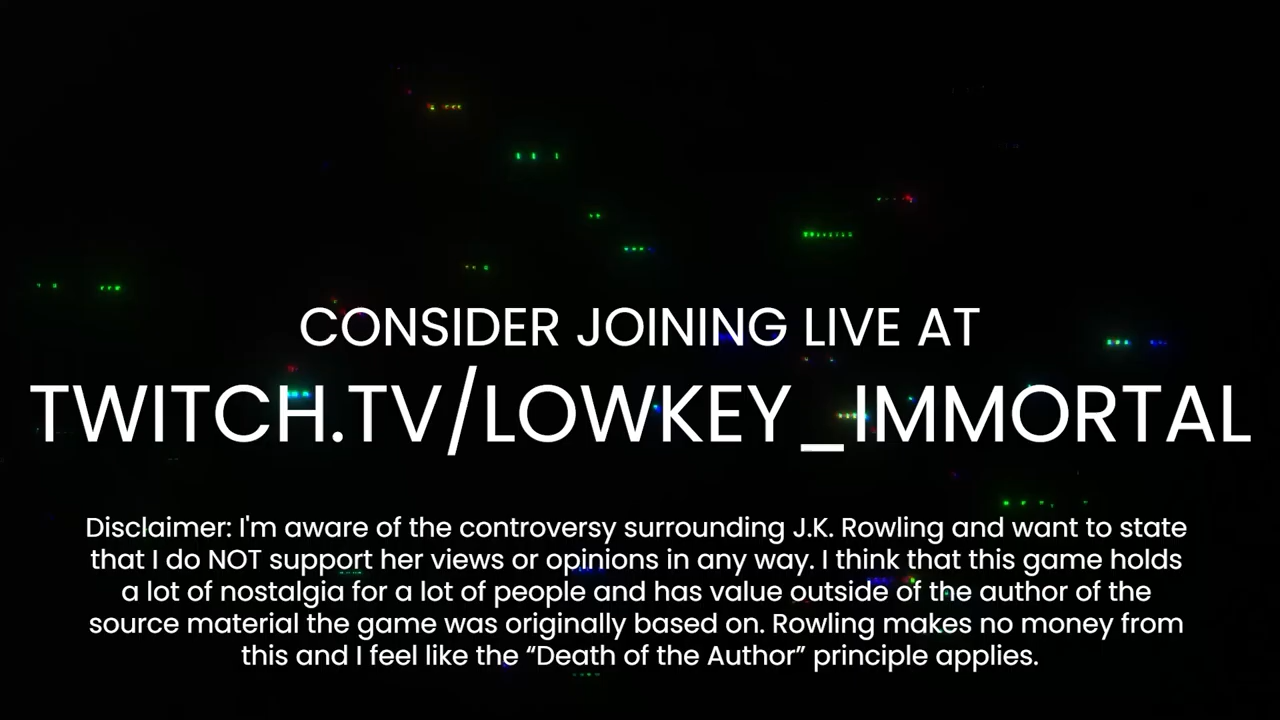 CONSIDER JOINING LIVE AT
TWITCH.TV/LOWKEY_IMMORTAL
Disclaimer: I'm aware of the controversy surrounding J.K. Rowling and want to state
that I do NOT support her views or opinions in any way. I think that this game holds
a lot of nostalgia for a lot of people and has value outside of the author of the
source material the game was originally based on. Rowling makes no money from
this and I feel like the “Death of the Author” principle applies.